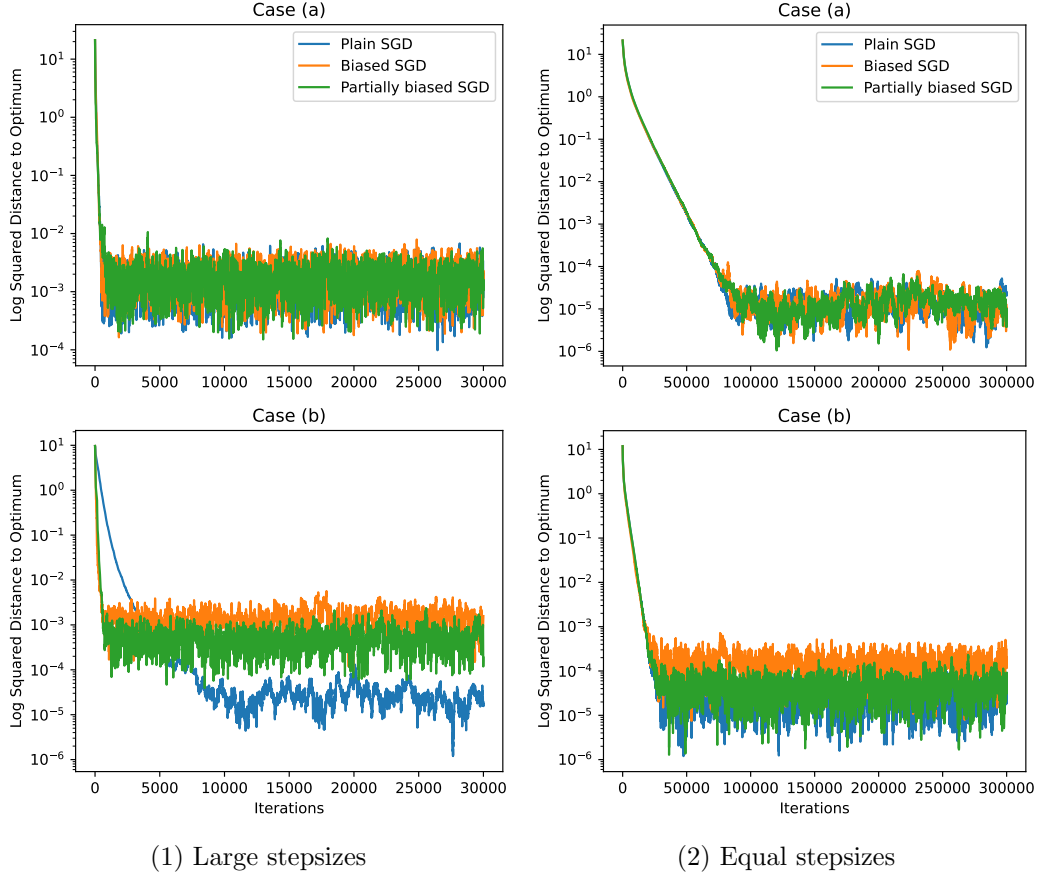 Case (a)
Log Squared Distance to Optimum
10^1
10^0
10^-1
10^-2
10^-3
10^-4
Plain SGD
Biased SGD
Partially biased SGD
0 5000 10000 15000 20000 25000 30000
Case (a)
Log Squared Distance to Optimum
10^1
10^0
10^-1
10^-2
10^-3
10^-4
10^-5
10^-6
Plain SGD
Biased SGD
Partially biased SGD
0 50000 100000 150000 200000 250000 300000
Case (b)
Log Squared Distance to Optimum
10^1
10^0
10^-1
10^-2
10^-3
10^-4
10^-5
10^-6
0 5000 10000 15000 20000 25000 30000
Iterations
Case (b)
Log Squared Distance to Optimum
10^1
10^0
10^-1
10^-2
10^-3
10^-4
10^-5
10^-6
0 50000 100000 150000 200000 250000 300000
Iterations
(1) Large stepsizes
(2) Equal stepsizes